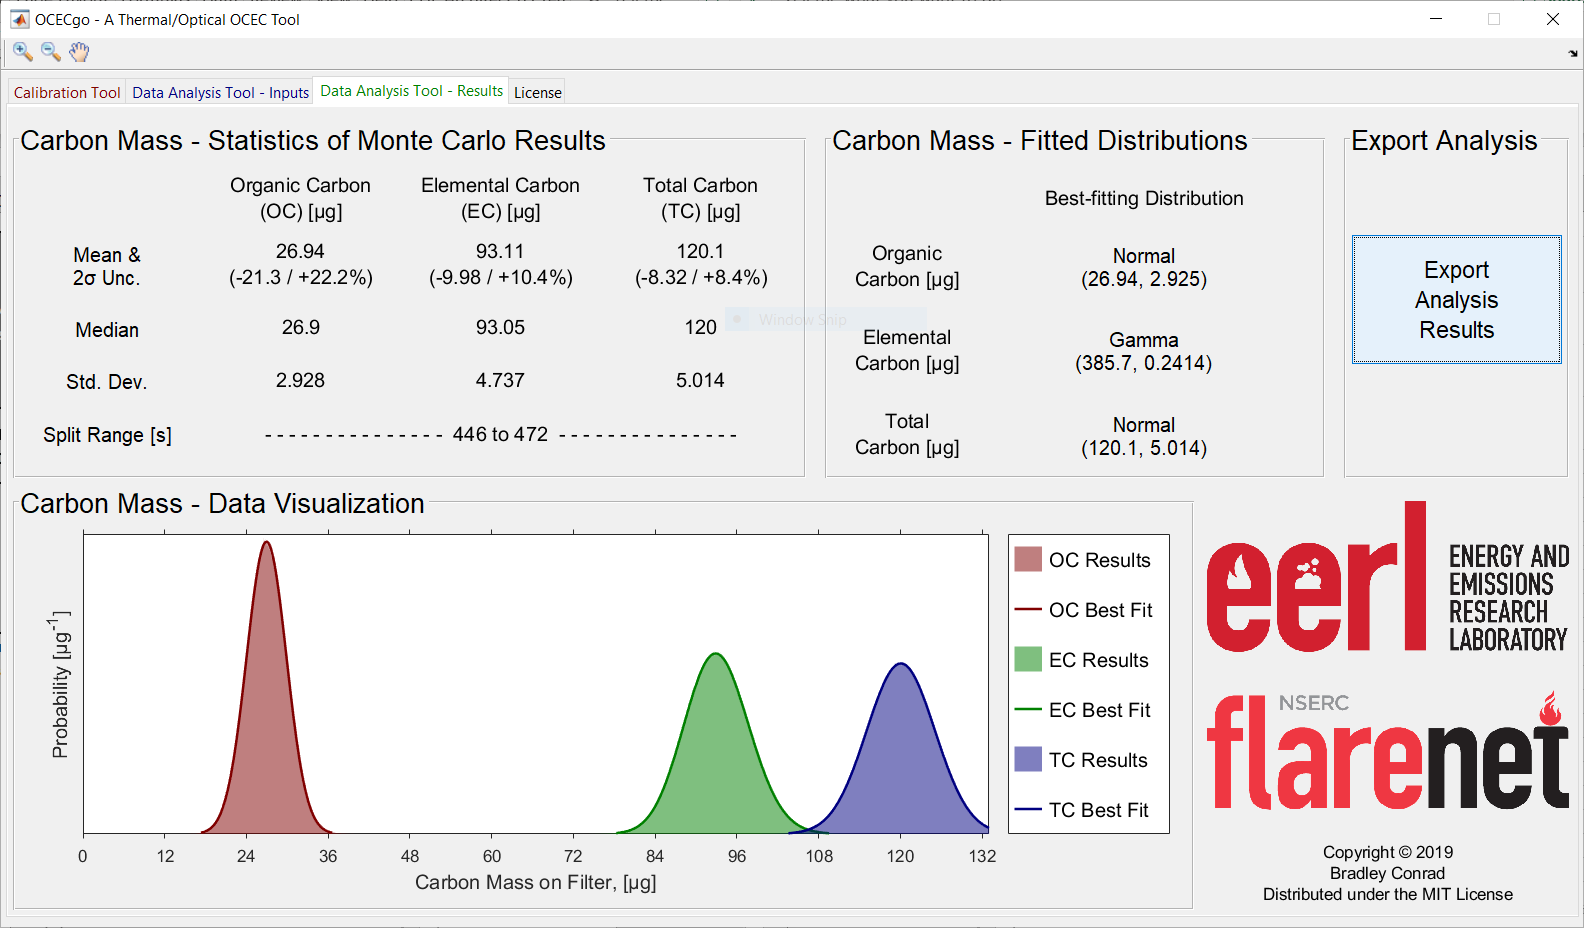 OCECgo - A Thermal/Optical OCEC Tool
Calibration Tool
Data Analysis Tool - Inputs
Data Analysis Tool - Results
License
Carbon Mass - Statistics of Monte Carlo Results
Organic Carbon Elemental Carbon Total Carbon
(OC) [µg] (EC) [µg] (TC) [µg]
Mean & 26.94 93.11 120.1
2σ Unc. (-21.3 / +22.2%) (-9.98 / +10.4%) (-8.32 / +8.4%)
Median 26.9 93.05 120
Std. Dev. 2.928 4.737 5.014
Split Range [s] - - - - - - - - - - - - - - - 446 to 472 - - - - - - - - - - - - - - -
Carbon Mass - Fitted Distributions
Best-fitting Distribution
Organic Normal
Carbon [µg] (26.94, 2.925)
Elemental Gamma
Carbon [µg] (385.7, 0.2414)
Total Normal
Carbon [µg] (120.1, 5.014)
Window Snip
Export Analysis
Export
Analysis
Results
Carbon Mass - Data Visualization
Probability [µg⁻¹]
0 12 24 36 48 60 72 84 96 108 120 132
Carbon Mass on Filter, [µg]
OC Results
OC Best Fit
EC Results
EC Best Fit
TC Results
TC Best Fit
eerl
ENERGY AND
EMISSIONS
RESEARCH
LABORATORY
NSERC
flarenet
Copyright © 2019
Bradley Conrad
Distributed under the MIT License